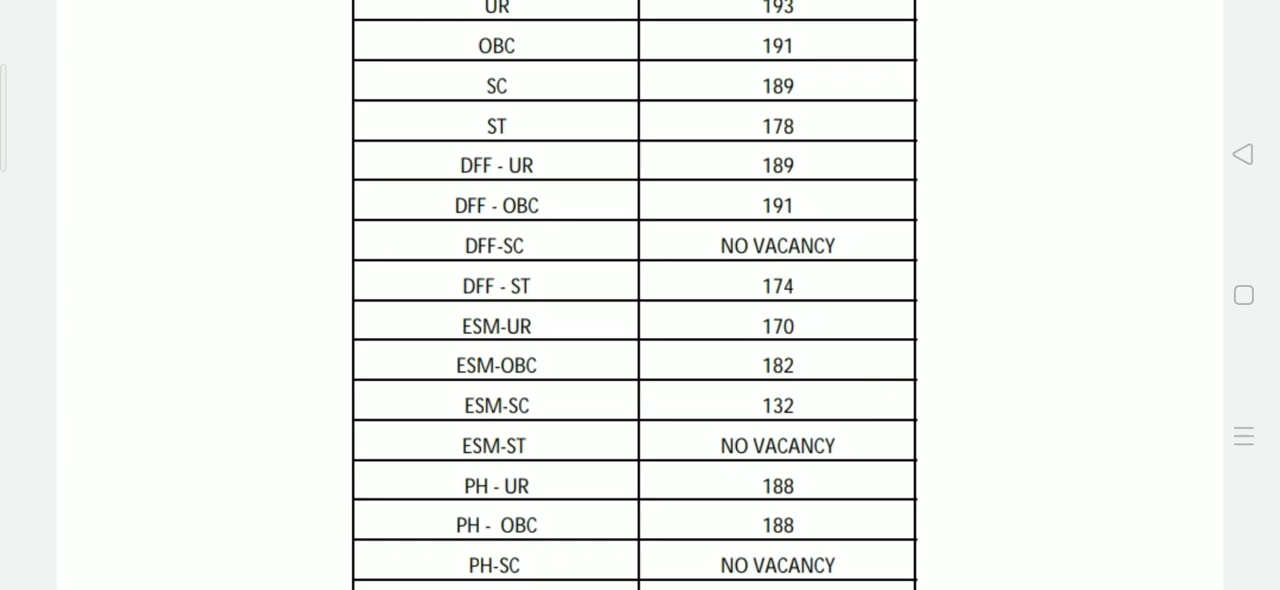 UR 193
OBC 191
SC 189
ST 178
DFF - UR 189
DFF - OBC 191
DFF-SC NO VACANCY
DFF - ST 174
ESM-UR 170
ESM-OBC 182
ESM-SC 132
ESM-ST NO VACANCY
PH - UR 188
PH - OBC 188
PH-SC NO VACANCY